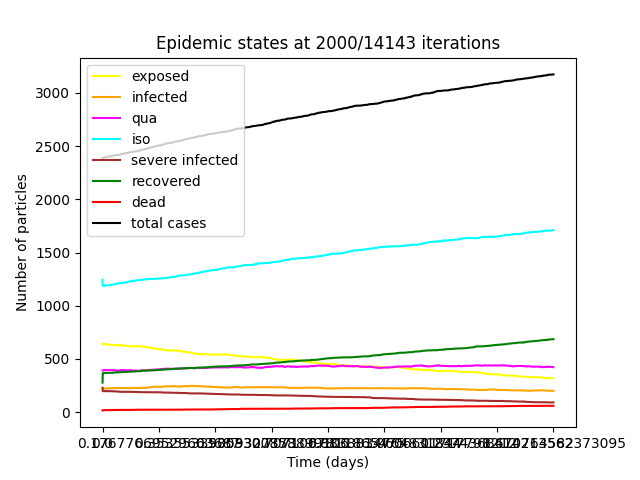 Epidemic states at 2000/14143 iterations
exposed
infected
qua
iso
severe infected
recovered
dead
total cases
3000
2500
2000
1500
1000
500
0
Number of particles
Time (days)